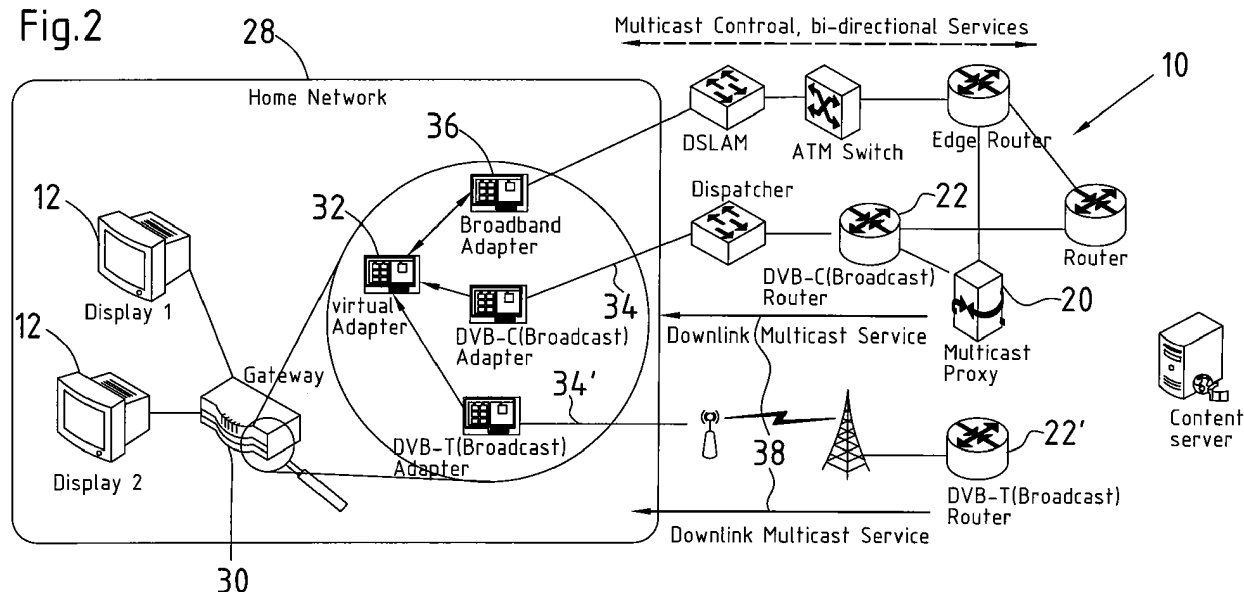 Fig.2
28
Multicast Controal, bi-directional Services
10
Home Network
36
DSLAM
ATM Switch
Edge Router
12
32
Broadband
Adapter
Dispatcher
22
Router
Display 1
virtual
Adapter
DVB-C(Broadcast)
Adapter
34
DVB-C(Broadcast)
Router
20
Downlink Multicast Service
Multicast
Proxy
12
Gateway
34'
Content
server
Display 2
DVB-T(Broadcast)
Adapter
38
22'
DVB-T(Broadcast)
Router
Downlink Multicast Service
30